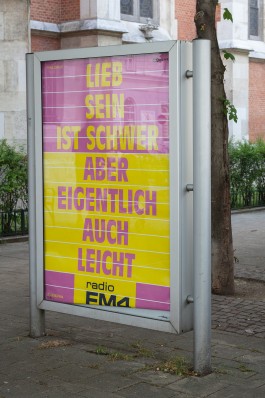 LIEB
SEIN
IST SCHWER
ABER
EIGENTLICH
AUCH
LEICHT
radio
FM4